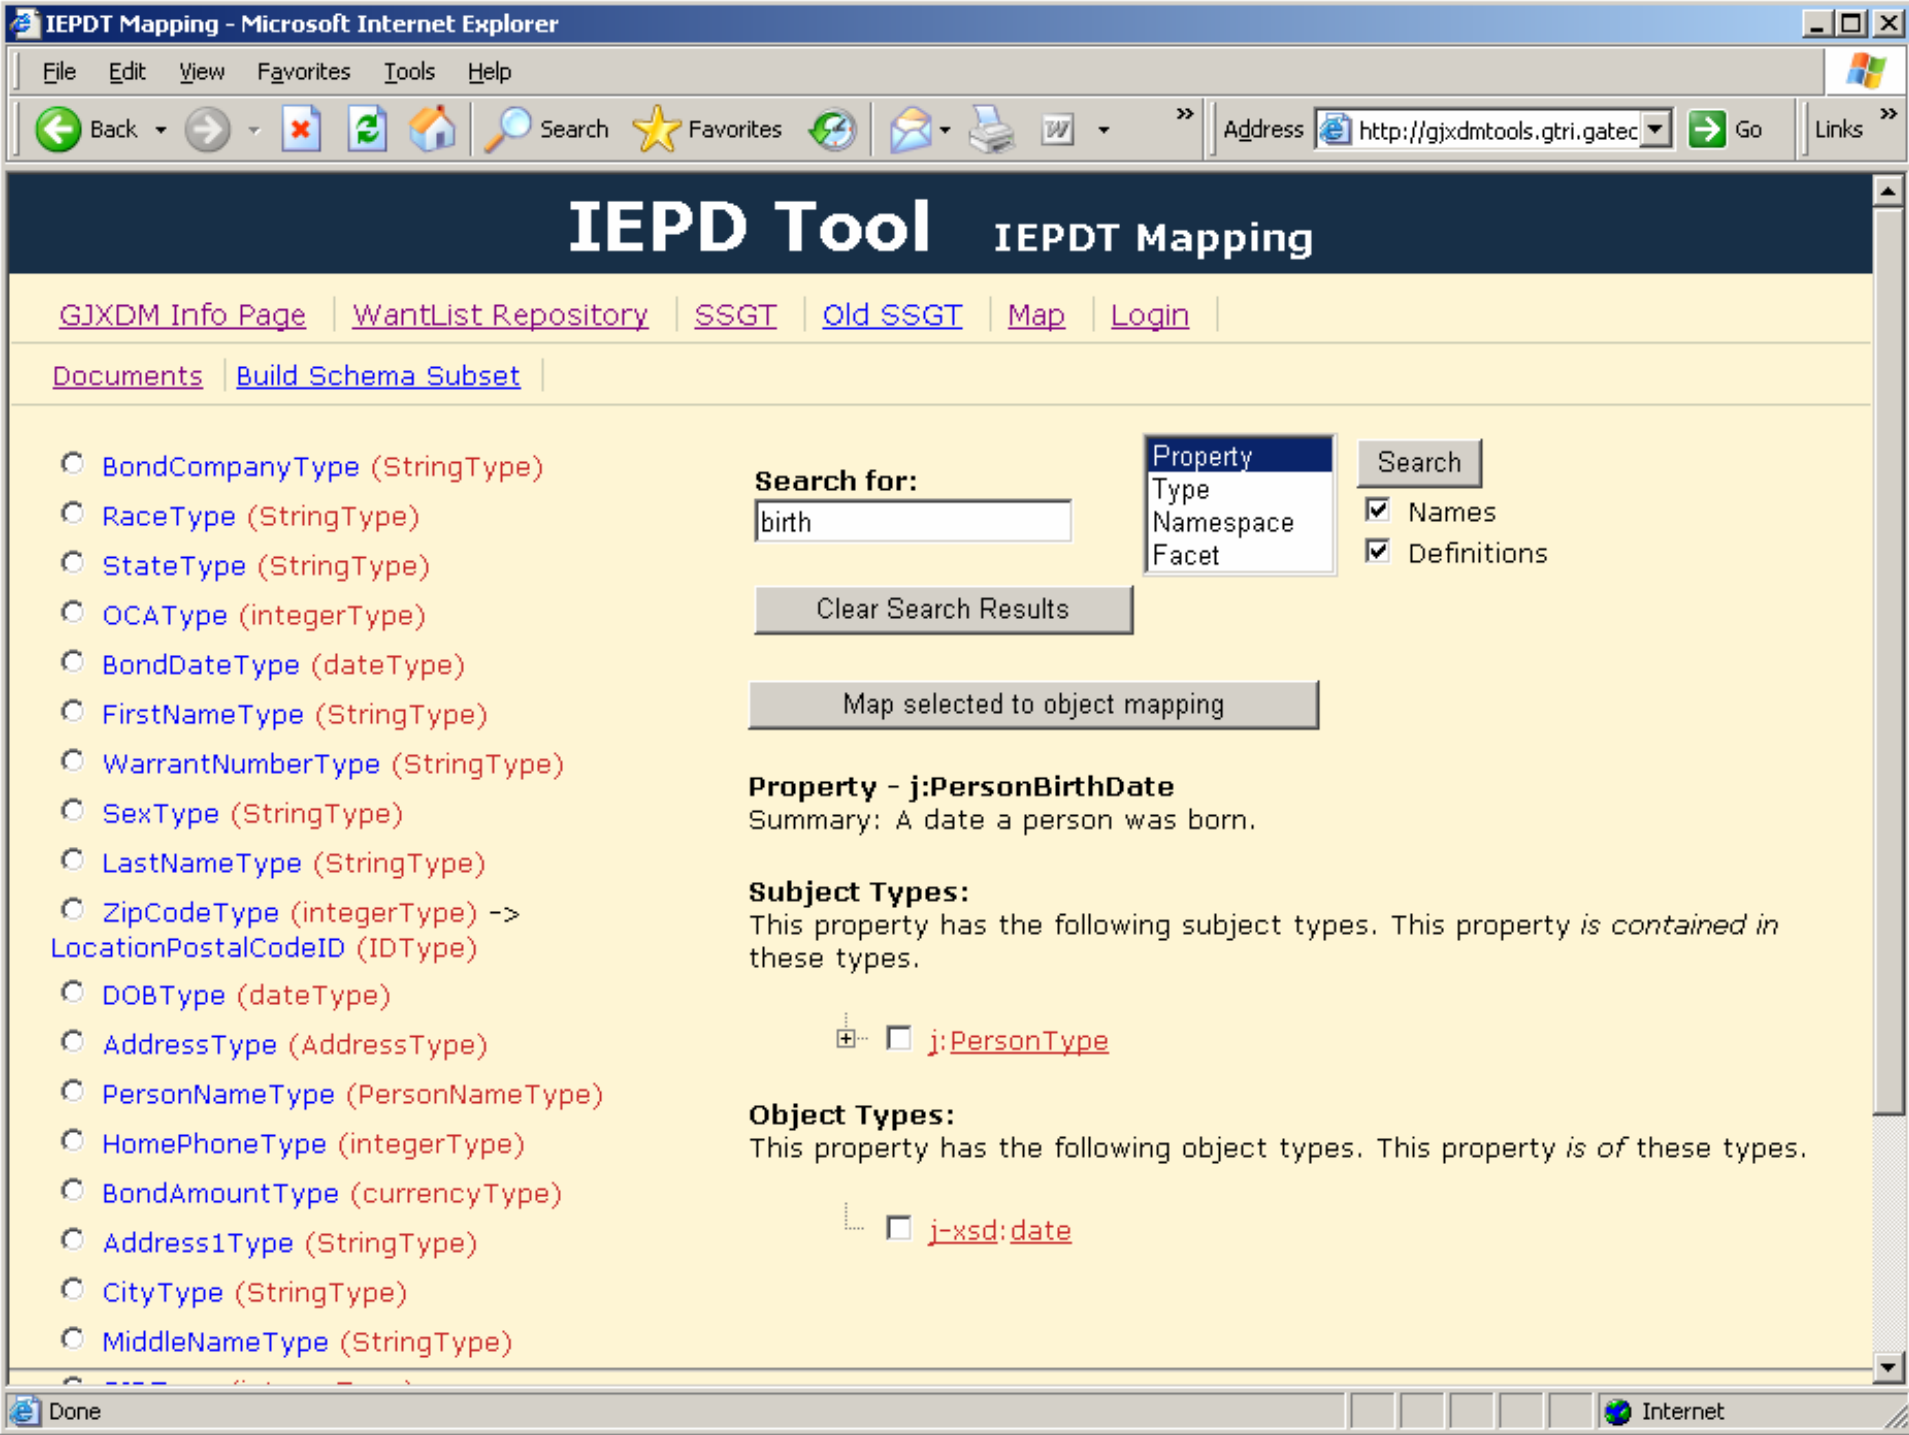 IEPDT Mapping - Microsoft Internet Explorer
File Edit View Favorites Tools Help
Back Search Favorites » Address http://gjxdmtools.gtri.gatec Go Links »
IEPD Tool IEPDT Mapping
GJXDM Info Page WantList Repository SSGT Old SSGT Map Login
Documents Build Schema Subset
BondCompanyType (StringType)
RaceType (StringType)
StateType (StringType)
OCAType (integerType)
BondDateType (dateType)
FirstNameType (StringType)
WarrantNumberType (StringType)
SexType (StringType)
LastNameType (StringType)
ZipCodeType (integerType) ->
LocationPostalCodeID (IDType)
DOBType (dateType)
AddressType (AddressType)
PersonNameType (PersonNameType)
HomePhoneType (integerType)
BondAmountType (currencyType)
Address1Type (StringType)
CityType (StringType)
MiddleNameType (StringType)
Search for:
birth
Property
Type
Namespace
Facet
Search
Names
Definitions
Clear Search Results
Map selected to object mapping
Property - j:PersonBirthDate
Summary: A date a person was born.
Subject Types:
This property has the following subject types. This property is contained in
these types.
j:PersonType
Object Types:
This property has the following object types. This property is of these types.
j-xsd:date
Done Internet